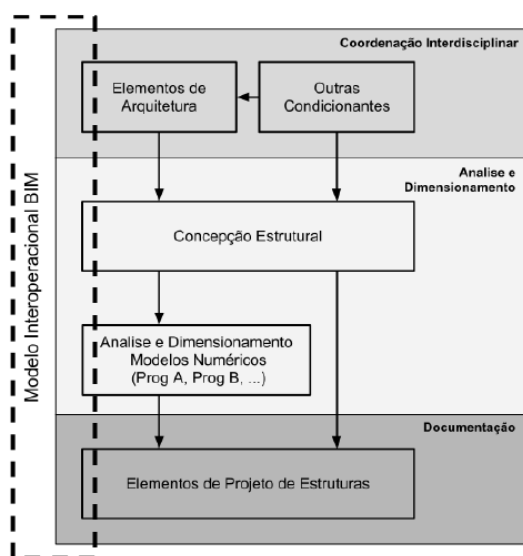 Coordenação Interdisciplinar
Elementos de
Arquitetura
Outras
Condicionantes
Analise e
Dimensionamento
Concepção Estrutural
Analise e Dimensionamento
Modelos Numéricos
(Prog A, Prog B, ...)
Documentação
Elementos de Projeto de Estruturas
Modelo Interoperacional BIM